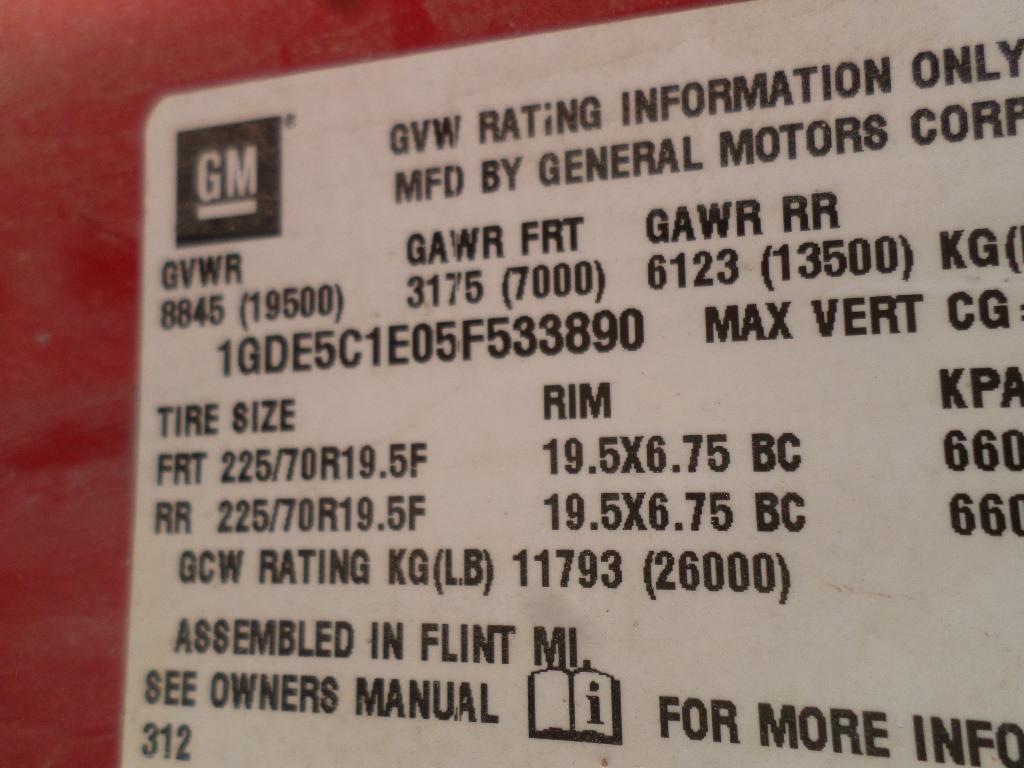 GM®
GVW RATING INFORMATION ONLY
MFD BY GENERAL MOTORS CORP
GVWR GAWR FRT GAWR RR
8845 (19500) 3175 (7000) 6123 (13500) KG(
1GDE5C1E05F533890 MAX VERT CG
TIRE SIZE RIM KPA
FRT 225/70R19.5F 19.5X6.75 BC 660
RR 225/70R19.5F 19.5X6.75 BC 660
GCW RATING KG(LB) 11793 (26000)
ASSEMBLED IN FLINT MI.
SEE OWNERS MANUAL i FOR MORE INFO
312